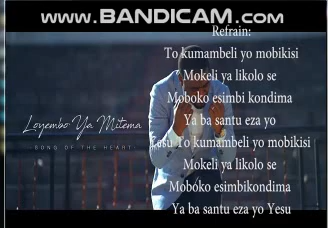 www.BANDICAM.com
Refrain:
To kumambeli yo mobikisi
Mokeli ya likolo se
Moboko esimbi kondima
Ya ba santu eza yo
Yesu To kumambeli yo mobikisi
Mokeli ya likolo se
Moboko esimbikondima
Ya ba santu eza yo Yesu
Loyembo Ya Mitema
SONG OF THE HEART